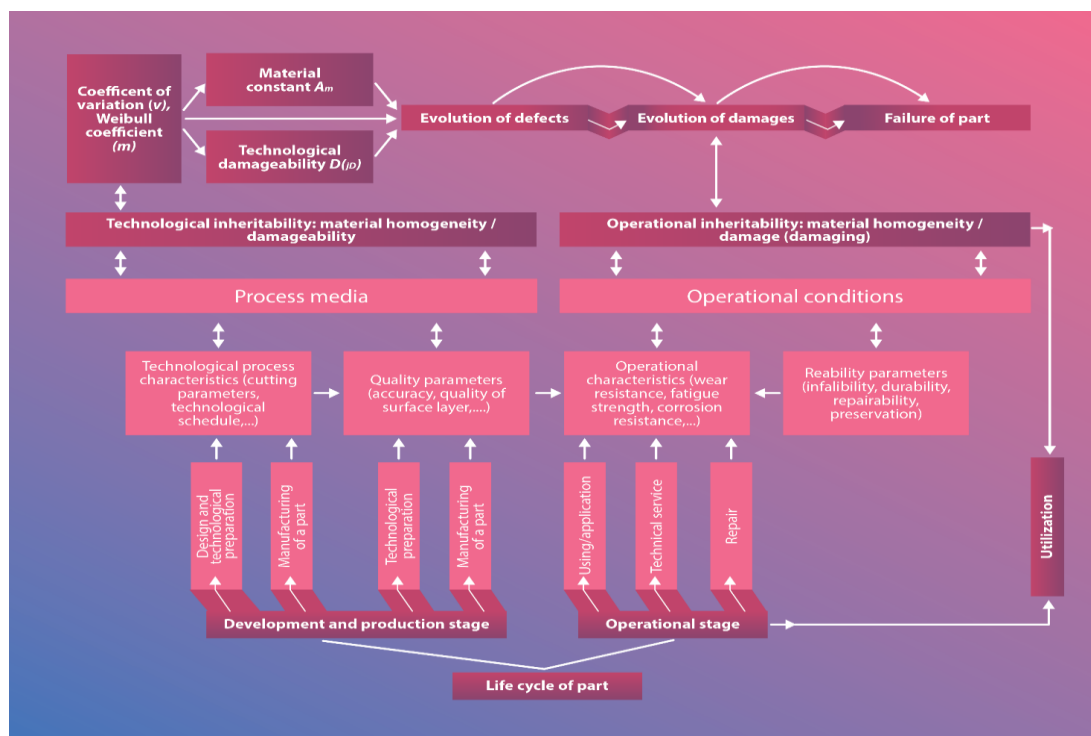 Coefficent of
variation (v),
Weibull
coefficient
(m)
Material
constant Am
Technological
damageability D(JD)
Evolution of defects
Evolution of damages
Failure of part
Technological inheritability: material homogeneity /
damageability
Operational inheritability: material homogeneity /
damage (damaging)
Process media
Operational conditions
Technological process
characteristics (cutting
parameters,
technological
schedule,...)
Quality parameters
(accuracy, quality of
surface layer,....)
Operational
characteristics (wear
resistance, fatigue
strength, corrosion
resistance,...)
Reability parameters
(infalibility, durability,
repairability,
preservation)
Design and
technological
preparation
Manufacturing
of a part
Technological
preparation
Manufacturing
of a part
Using/application
Technical service
Repair
Utilization
Development and production stage
Operational stage
Life cycle of part